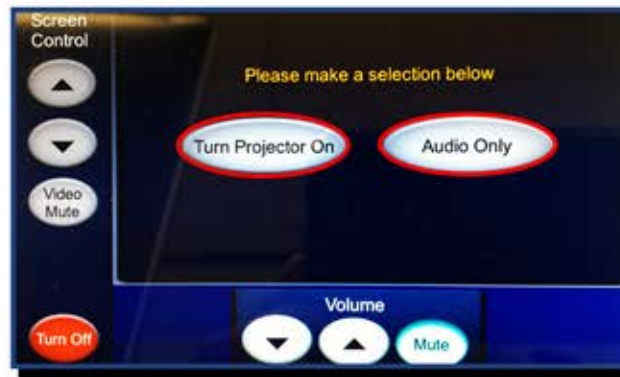 Screen
Control
Video
Mute
Turn Off
Please make a selection below
Turn Projector On
Audio Only
Volume
Mute